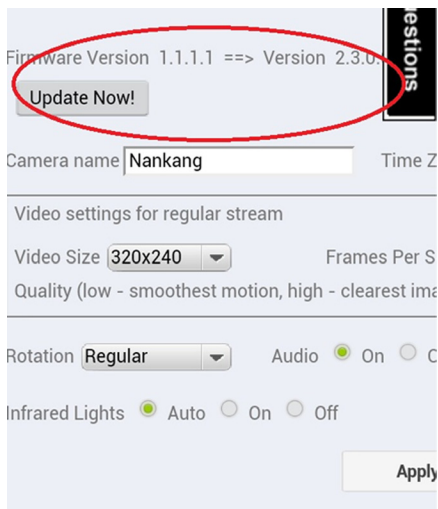 Firmware Version 1.1.1.1 ==> Version 2.3.0.
estions
Update Now!
Camera name Nankang Time Z
Video settings for regular stream
Video Size 320x240 Frames Per S
Quality (low - smoothest motion, high - clearest ima
Rotation Regular Audio On
Infrared Lights Auto On Off
Apply